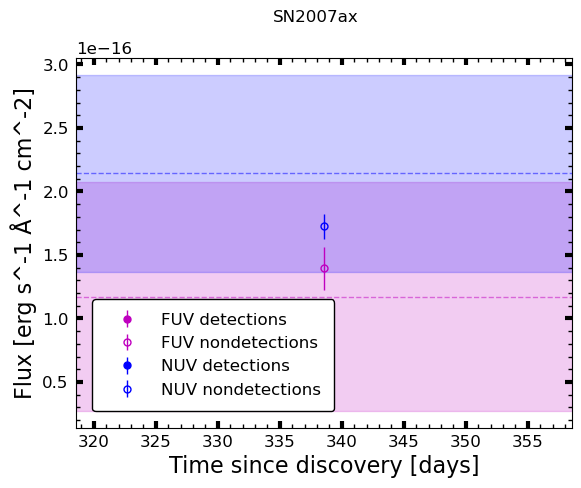 SN2007ax
1e−16
3.0
2.5
2.0
1.5
1.0
0.5
Flux [erg s^-1 Å^-1 cm^-2]
FUV detections
FUV nondetections
NUV detections
NUV nondetections
320 325 330 335 340 345 350 355
Time since discovery [days]